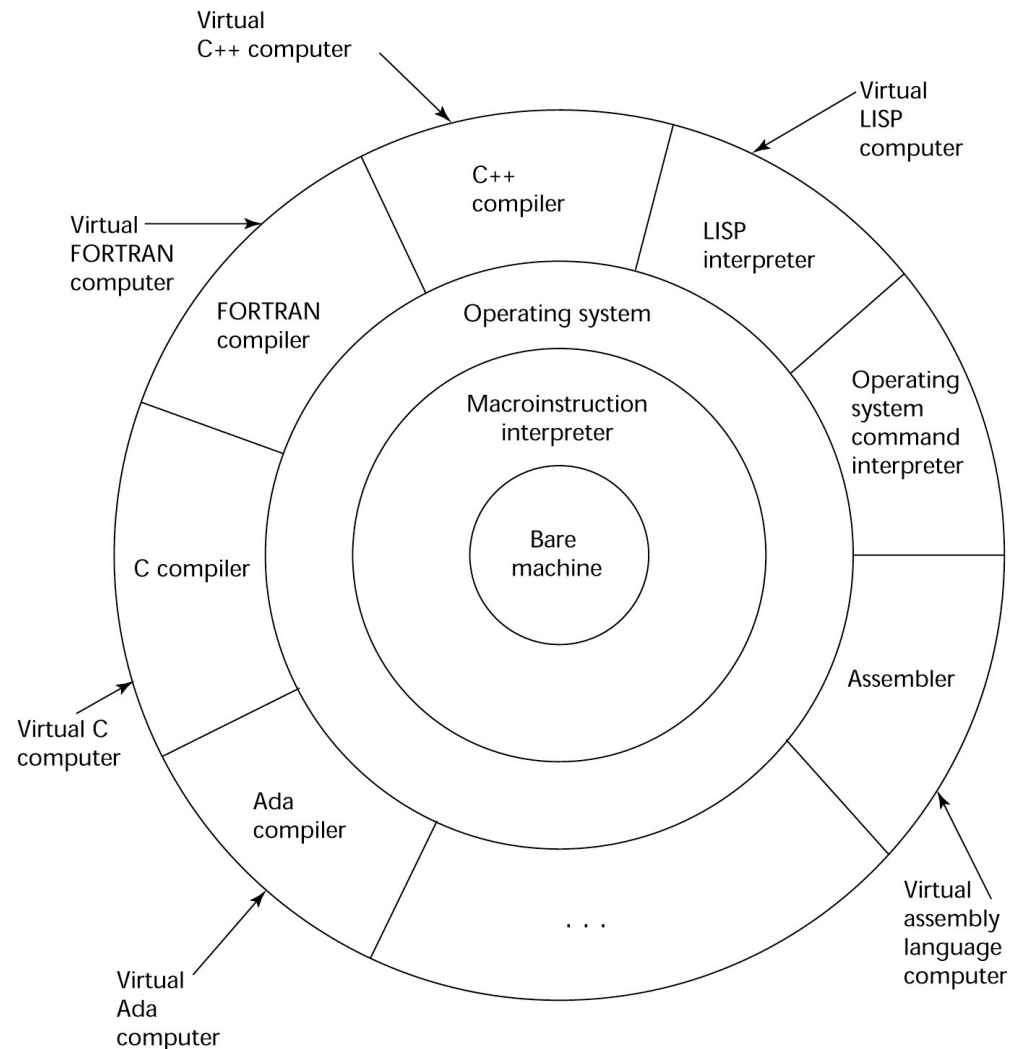 Virtual
C++ computer
Virtual
LISP
computer
C++
compiler
Virtual
FORTRAN
computer
LISP
interpreter
FORTRAN
compiler
Operating system
Operating
system
command
interpreter
Macroinstruction
interpreter
Bare
machine
C compiler
Assembler
Virtual C
computer
Ada
compiler
Virtual
assembly
language
computer
. . .
Virtual
Ada
computer